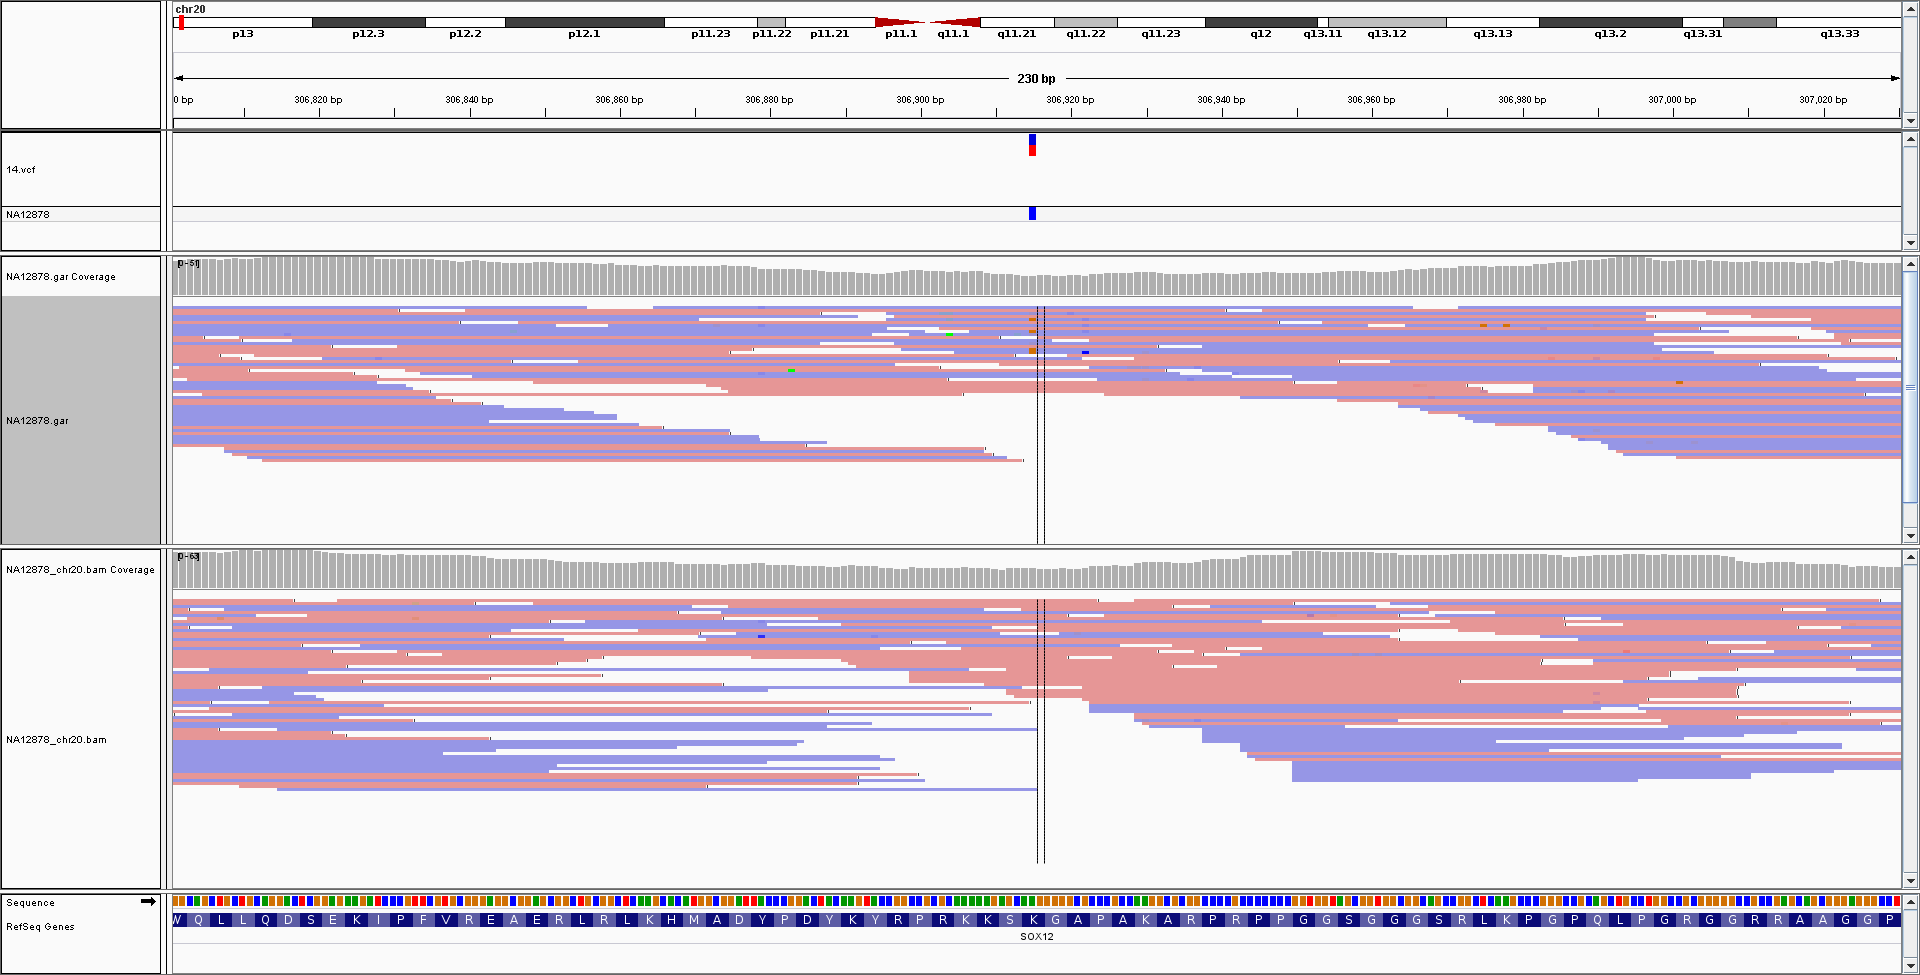 chr20
p13 p12.3 p12.2 p12.1 p11.23 p11.22 p11.21 p11.1 q11.1 q11.21 q11.22 q11.23 q12 q13.11 q13.12 q13.13 q13.2 q13.31 q13.33
230 bp
0 bp 306,820 bp 306,840 bp 306,860 bp 306,880 bp 306,900 bp 306,920 bp 306,940 bp 306,960 bp 306,980 bp 307,000 bp 307,020 bp
14.vcf
NA12878
[0-51]
NA12878.gar Coverage
NA12878.gar
[0-63]
NA12878_chr20.bam Coverage
NA12878_chr20.bam
Sequence
W Q L L Q D S E K I P F V R E A E R L R L K H M A D Y P D Y K Y R P R K K S K G A P A K A R P R P P G G S G G G S R L K P G P Q L P G R G G R R A A G G P
RefSeq Genes
SOX12